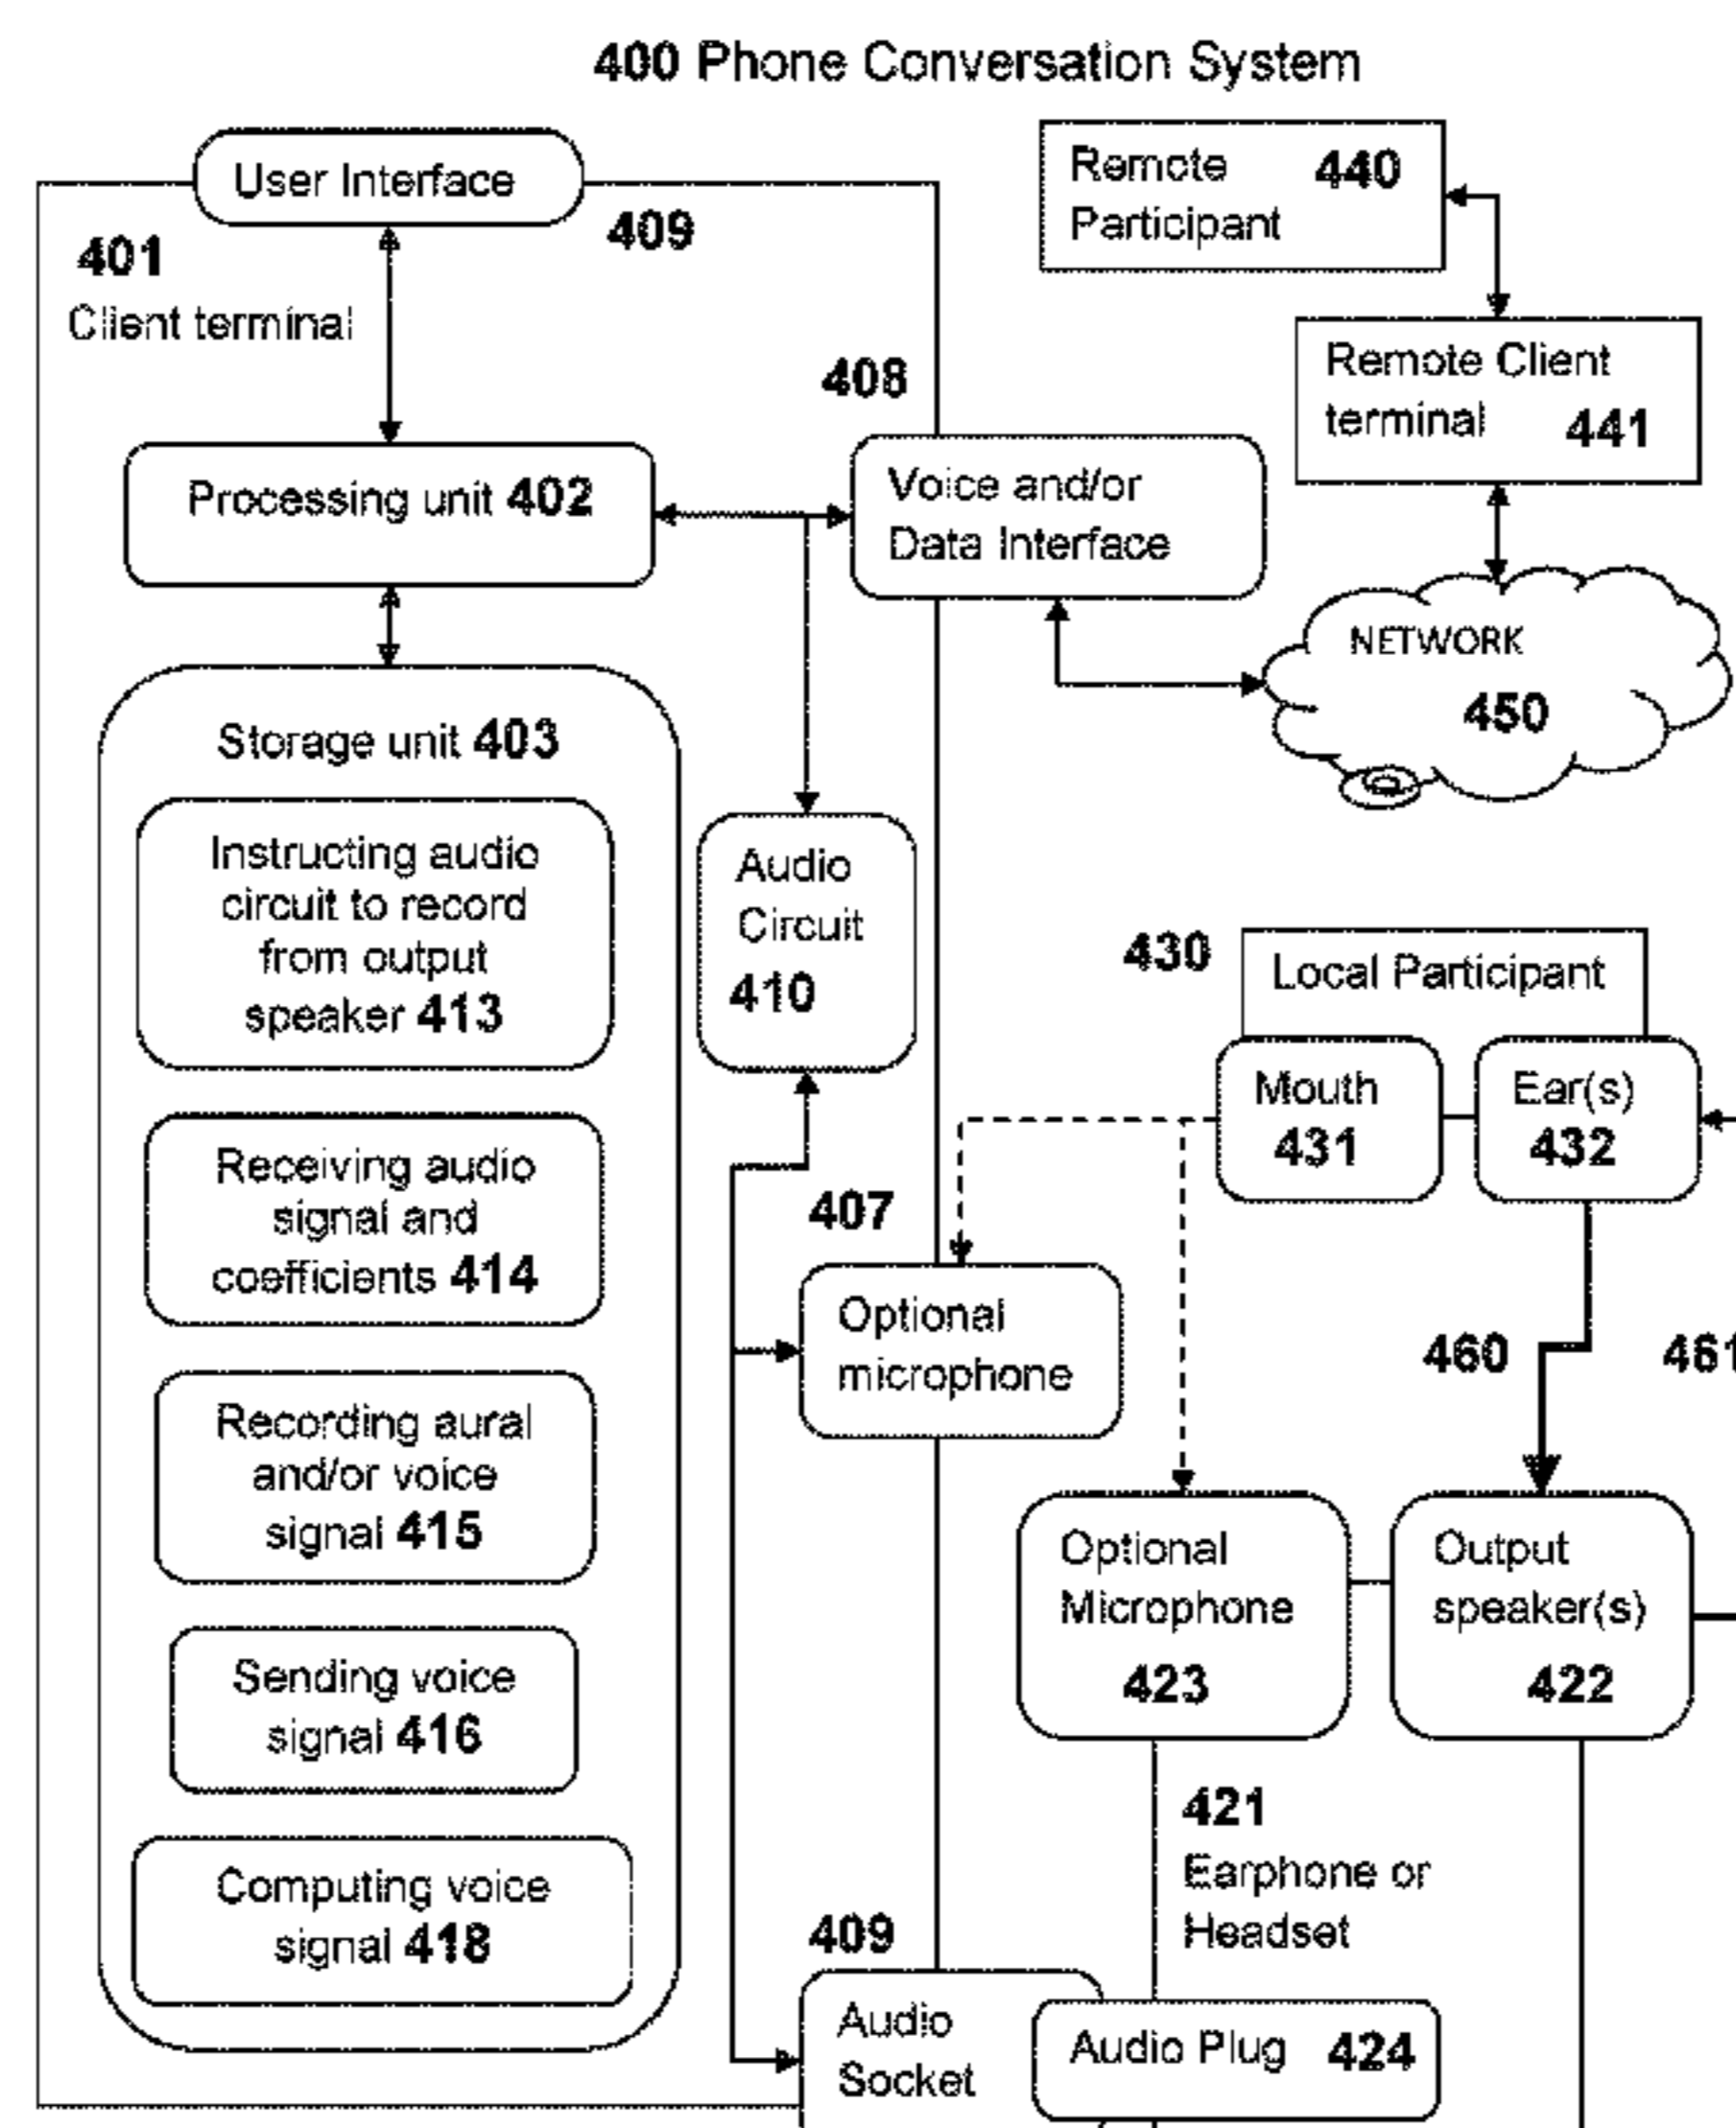 400 Phone Conversation System
User Interface
409
401
Client terminal
Remote 440
Participant
Remote Client
terminal 441
408
Processing unit 402
Voice and/or
Data Interface
NETWORK
450
Storage unit 403
Instructing audio
circuit to record
from output
speaker 413
Audio
Circuit
410
430
Local Participant
Mouth
431
Ear(s)
432
Receiving audio
signal and
coefficients 414
407
Optional
microphone
460
461
Recording aural
and/or voice
signal 415
Optional
Microphone
423
Output
speaker(s)
422
Sending voice
signal 416
421
Earphone or
Headset
Computing voice
signal 418
409
Audio
Socket
Audio Plug 424